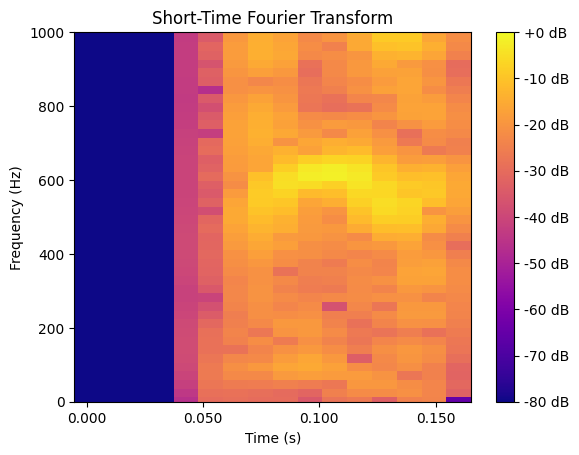 Short-Time Fourier Transform
1000
800
600
400
200
0
Frequency (Hz)
0.000
0.050
0.100
0.150
Time (s)
+0 dB
-10 dB
-20 dB
-30 dB
-40 dB
-50 dB
-60 dB
-70 dB
-80 dB